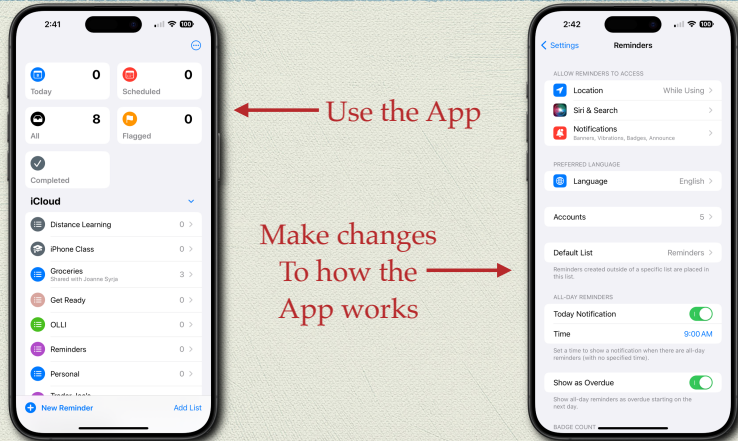 2:41
100
Today
0
Scheduled
0
All
8
Flagged
0
Completed
iCloud
Distance Learning
0
iPhone Class
0
Groceries
Shared with Joanne Syrja
3
Get Ready
0
OLLI
0
Reminders
0
Personal
0
Trader Joe's
New Reminder
Add List
Use the App
Make changes
To how the
App works
2:42
100
Settings
Reminders
ALLOW REMINDERS TO ACCESS
Location
While Using
Siri & Search
Notifications
Banners, Vibrations, Badges, Announce
PREFERRED LANGUAGE
Language
English
Accounts
5
Default List
Reminders
Reminders created outside of a specific list are placed in
this list.
ALL-DAY REMINDERS
Today Notification
Time
9:00 AM
Set a time to show a notification when there are all-day
reminders (with no specified time).
Show as Overdue
Show all-day reminders as overdue starting on the
next day.
BADGE COUNT